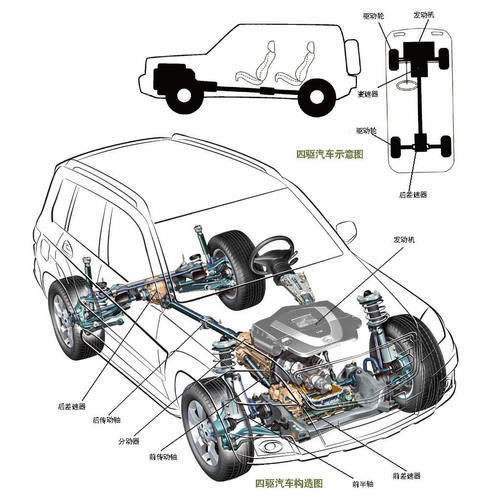 驱动轮
发动机
变速器
驱动轮
后差速器
四驱汽车示意图
发动机
后差速器
后传动轴
分动器
前传动轴
前半轴
前差速器
四驱汽车构造图